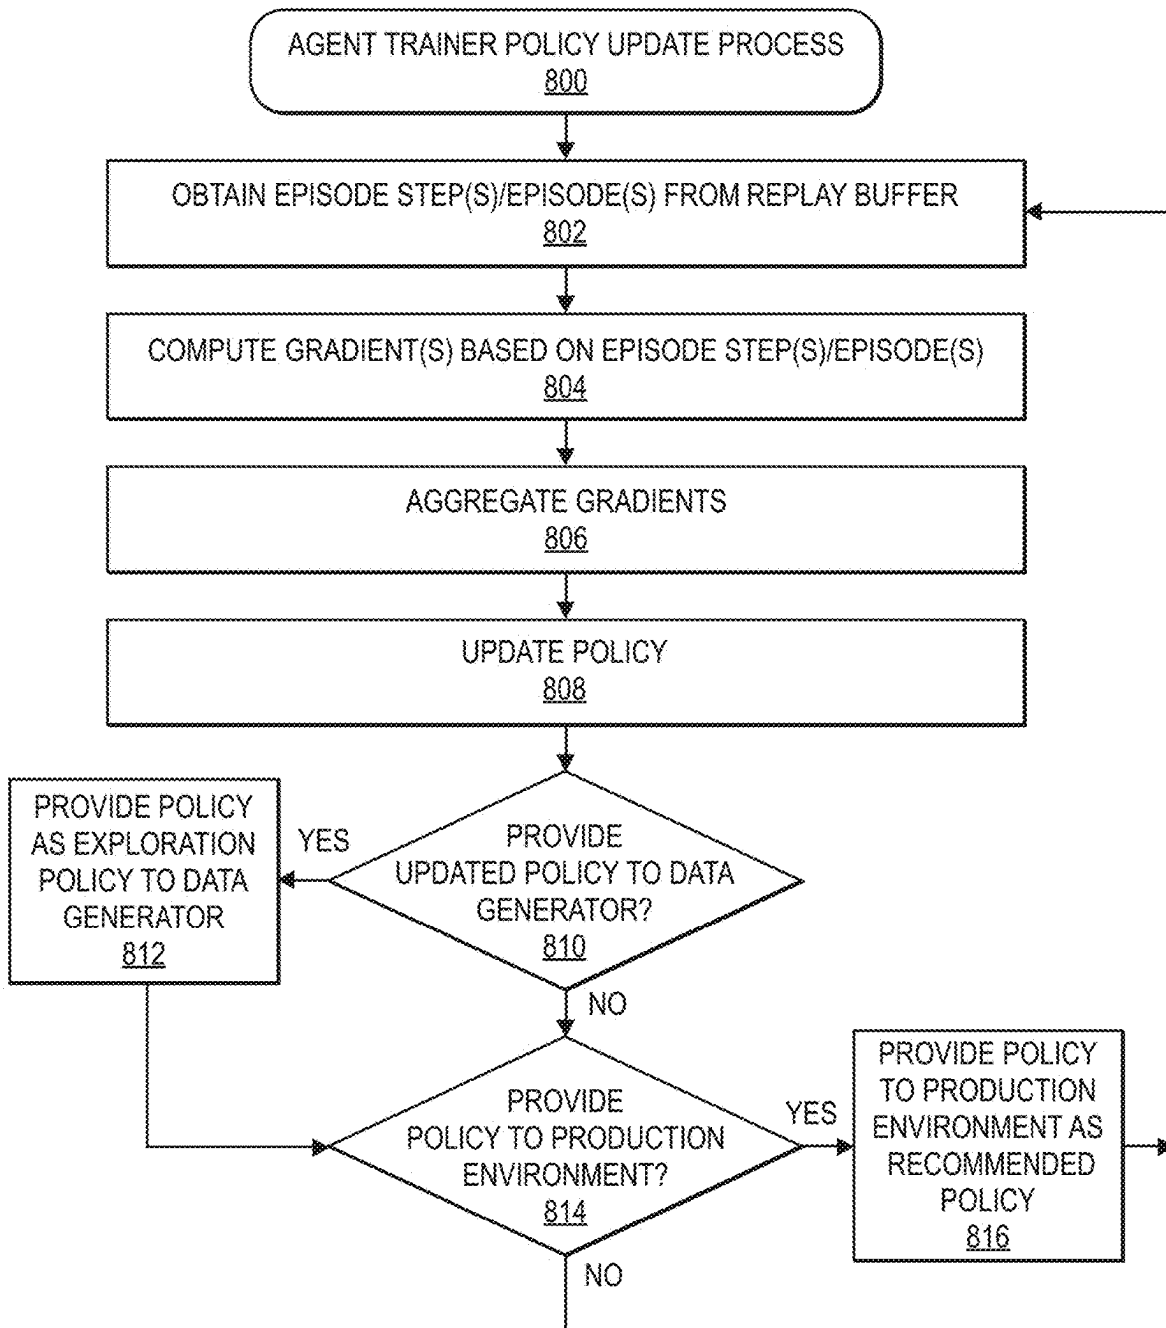 AGENT TRAINER POLICY UPDATE PROCESS
800
OBTAIN EPISODE STEP(S)/EPISODE(S) FROM REPLAY BUFFER
802
COMPUTE GRADIENT(S) BASED ON EPISODE STEP(S)/EPISODE(S)
804
AGGREGATE GRADIENTS
806
UPDATE POLICY
808
PROVIDE
UPDATED POLICY TO DATA
GENERATOR?
810
YES
PROVIDE POLICY
AS EXPLORATION
POLICY TO DATA
GENERATOR
812
NO
PROVIDE
POLICY TO PRODUCTION
ENVIRONMENT?
814
YES
PROVIDE POLICY
TO PRODUCTION
ENVIRONMENT AS
RECOMMENDED
POLICY
816
NO